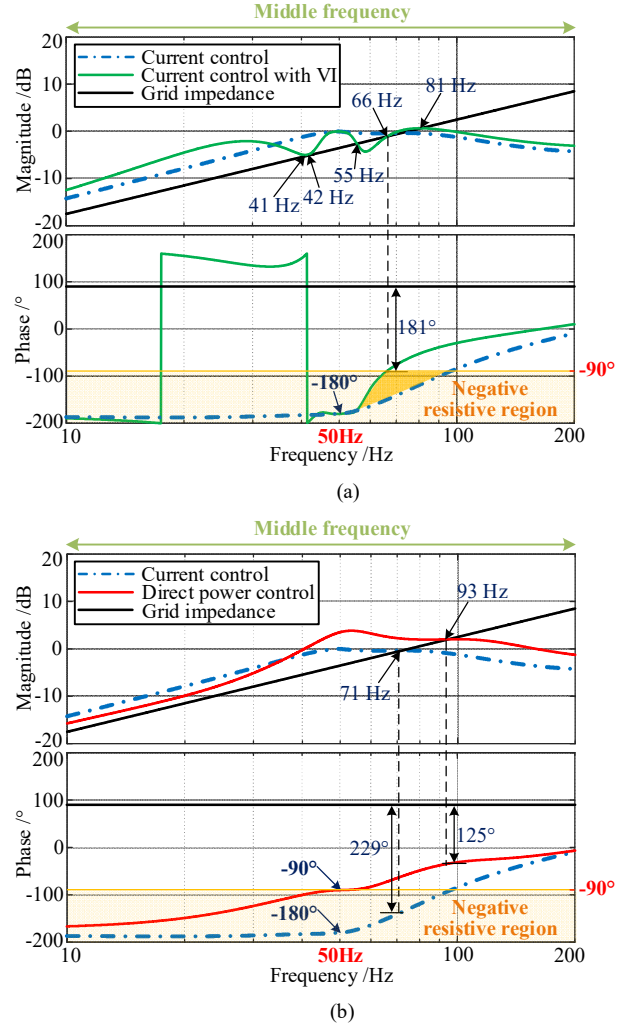 Middle frequency
Current control
Current control with VI
Grid impedance
20
10
0
-10
-20
Magnitude /dB
66 Hz
81 Hz
55 Hz
42 Hz
41 Hz
200
100
0
-100
-200
Phase /°
181°
-180°
-90°
Negative
resistive region
10
50Hz
100
200
Frequency /Hz
(a)
Middle frequency
Current control
Direct power control
Grid impedance
20
10
0
-10
-20
Magnitude /dB
93 Hz
71 Hz
200
100
0
-100
-200
Phase /°
229°
125°
-90°
-180°
-90°
Negative
resistive region
10
50Hz
100
200
Frequency /Hz
(b)